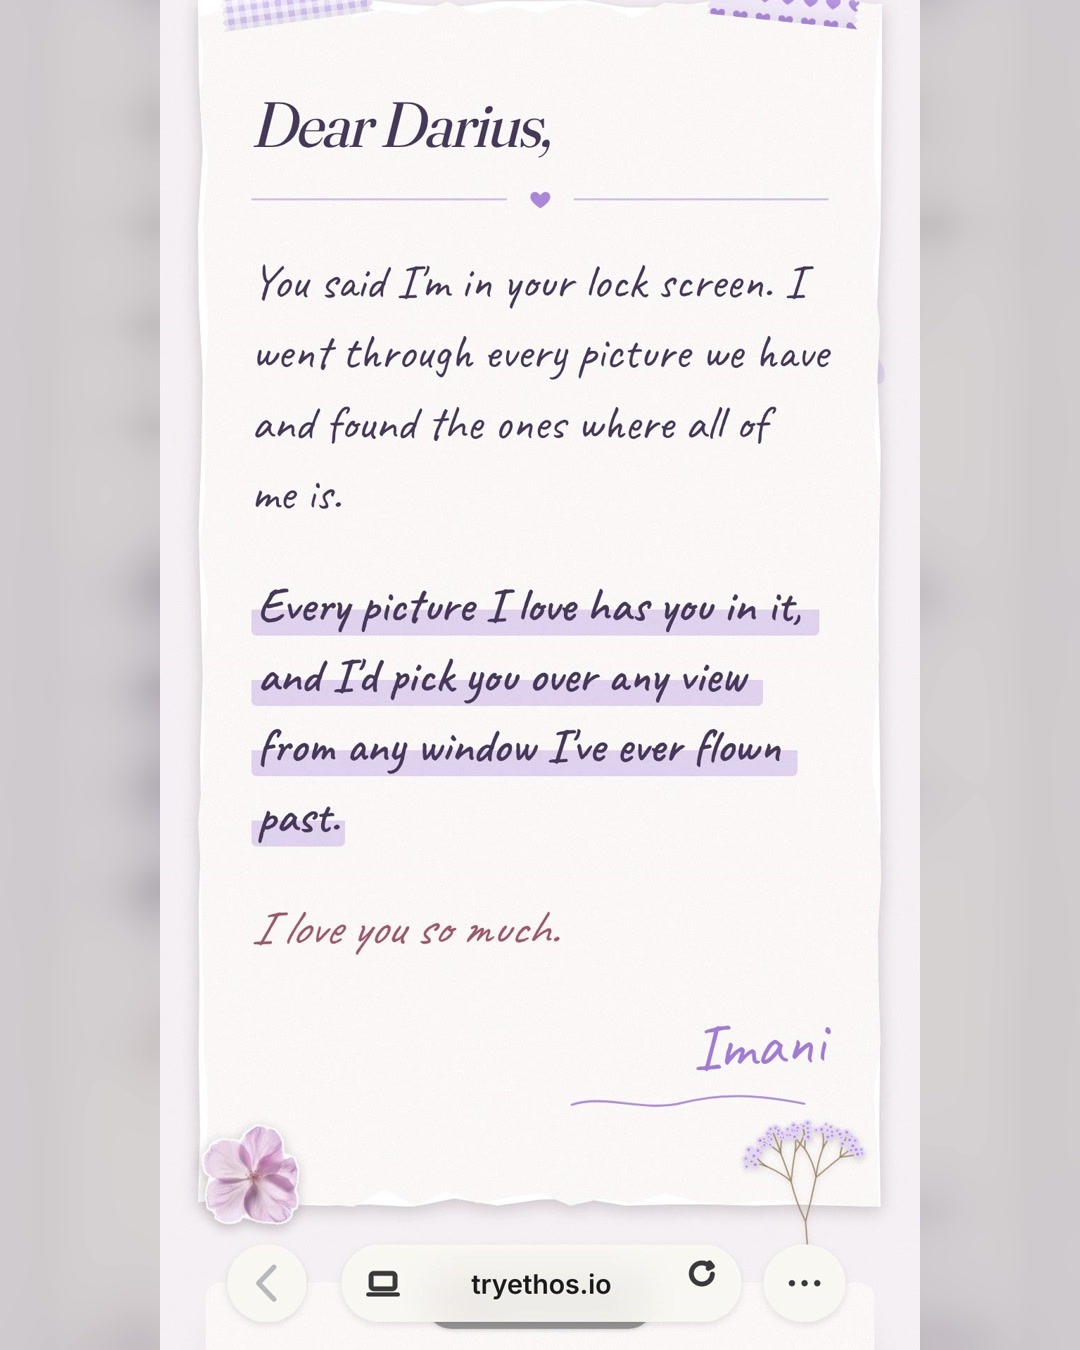 Dear Darius,
You said I'm in your lock screen. I
went through every picture we have
and found the ones where all of
me is.
Every picture I love has you in it,
and I'd pick you over any view
from any window I've ever flown
past.
I love you so much.
Imani
tryethos.io